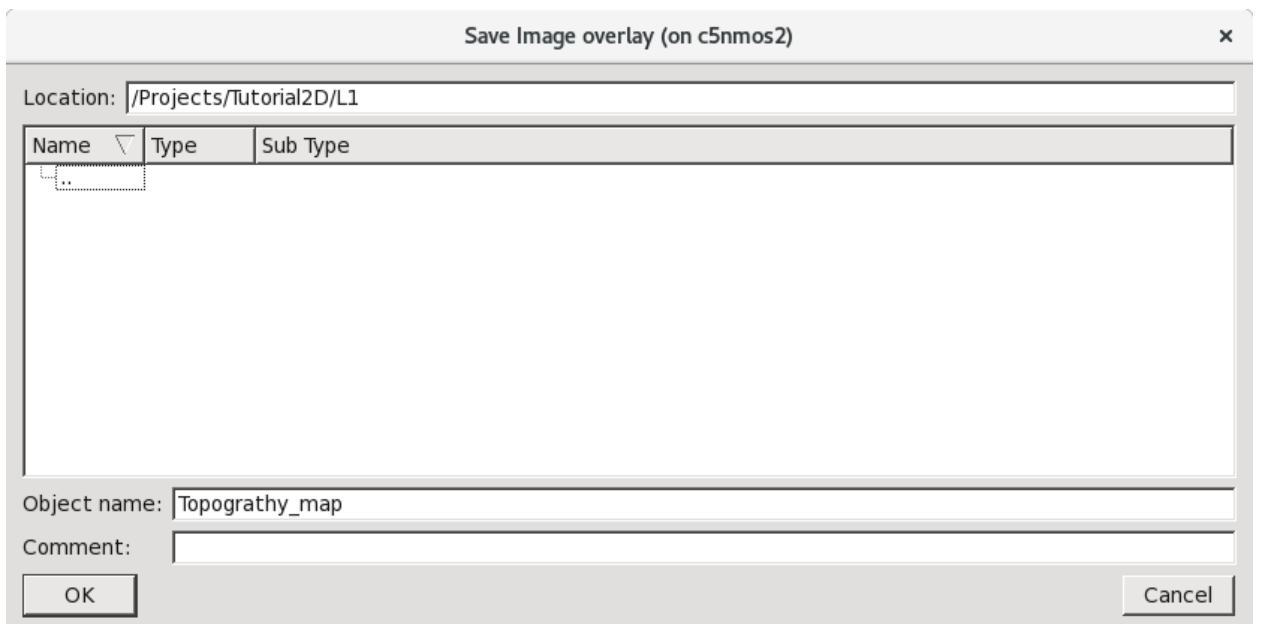 Save Image overlay (on c5nmos2)
Location: /Projects/Tutorial2D/L1
Name Type Sub Type
..
Object name: Topograthy_map
Comment:
OK Cancel